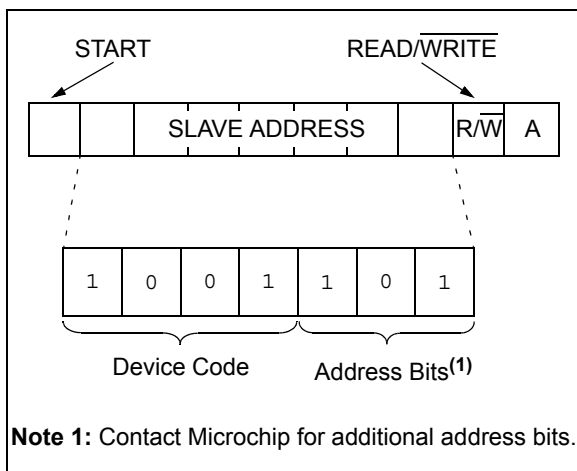 START READ/WRITE
SLAVE ADDRESS R/W A
1 0 0 1 1 0 1
Device Code Address Bits(1)
Note 1: Contact Microchip for additional address bits.